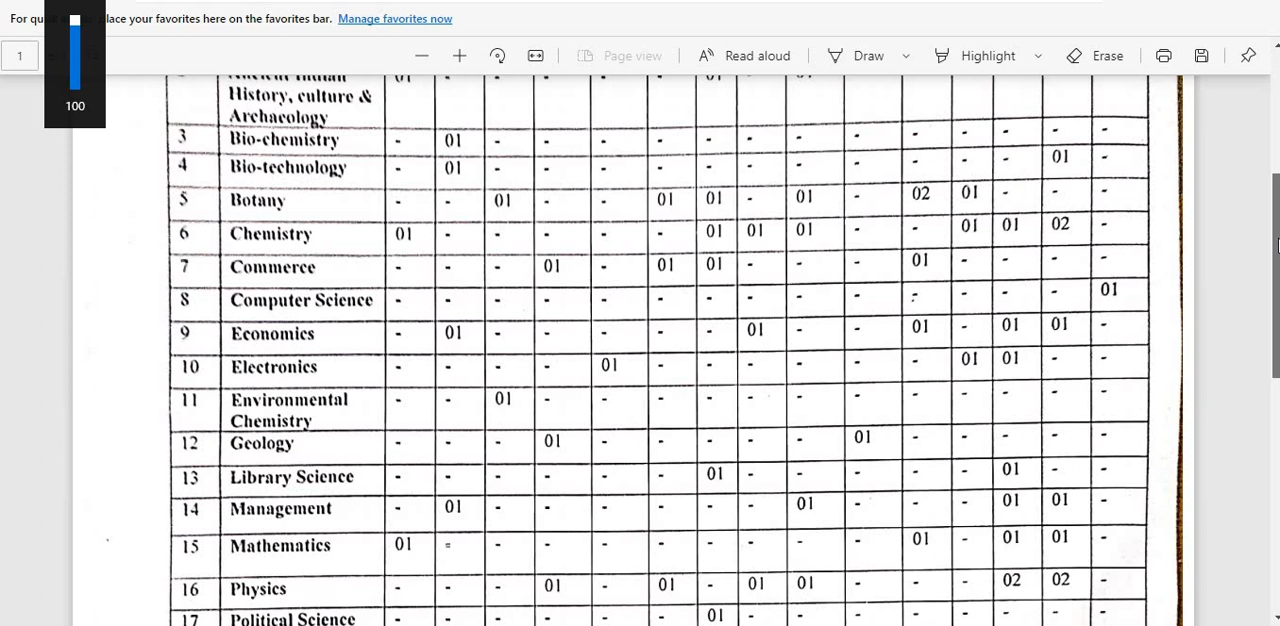 For qu place your favorites here on the favorites bar. Manage favorites now
1 Page view Read aloud Draw Highlight Erase
100
01 - - - - - 01 - 01 - - - - - -
History, culture &
Archaeology
3 Bio-chemistry - 01 - - - - - - - - - - - - -
4 Bio-technology - 01 - - - - - - - - - - - 01 -
5 Botany - - 01 - - 01 01 - 01 - 02 01 - - -
6 Chemistry 01 - - - - - 01 01 01 - - 01 01 02 -
7 Commerce - - - 01 - 01 01 - - - 01 - - - -
8 Computer Science - - - - - - - - - - - - - - 01
9 Economics - 01 - - - - - 01 - - 01 - 01 01 -
10 Electronics - - - - 01 - - - - - - 01 01 - -
11 Environmental - - 01 - - - - - - - - - - - -
Chemistry
12 Geology - - - 01 - - - - - 01 - - - - -
13 Library Science - - - - - - 01 - - - - - 01 - -
14 Management - 01 - - - - - - 01 - - - 01 01 -
15 Mathematics 01 = - - - - - - - - 01 - 01 01 -
16 Physics - - - 01 - 01 - 01 01 - - - 02 02 -
17 Political Science - - - - - - 01 - - - - - - - -